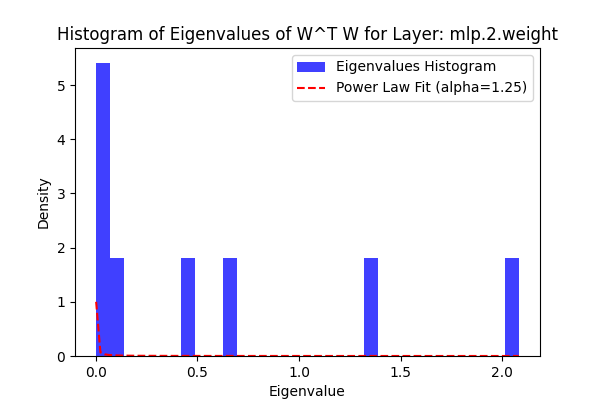 Histogram of Eigenvalues of W^T W for Layer: mlp.2.weight
Eigenvalues Histogram
Power Law Fit (alpha=1.25)
Density
5
4
3
2
1
0
0.0 0.5 1.0 1.5 2.0
Eigenvalue